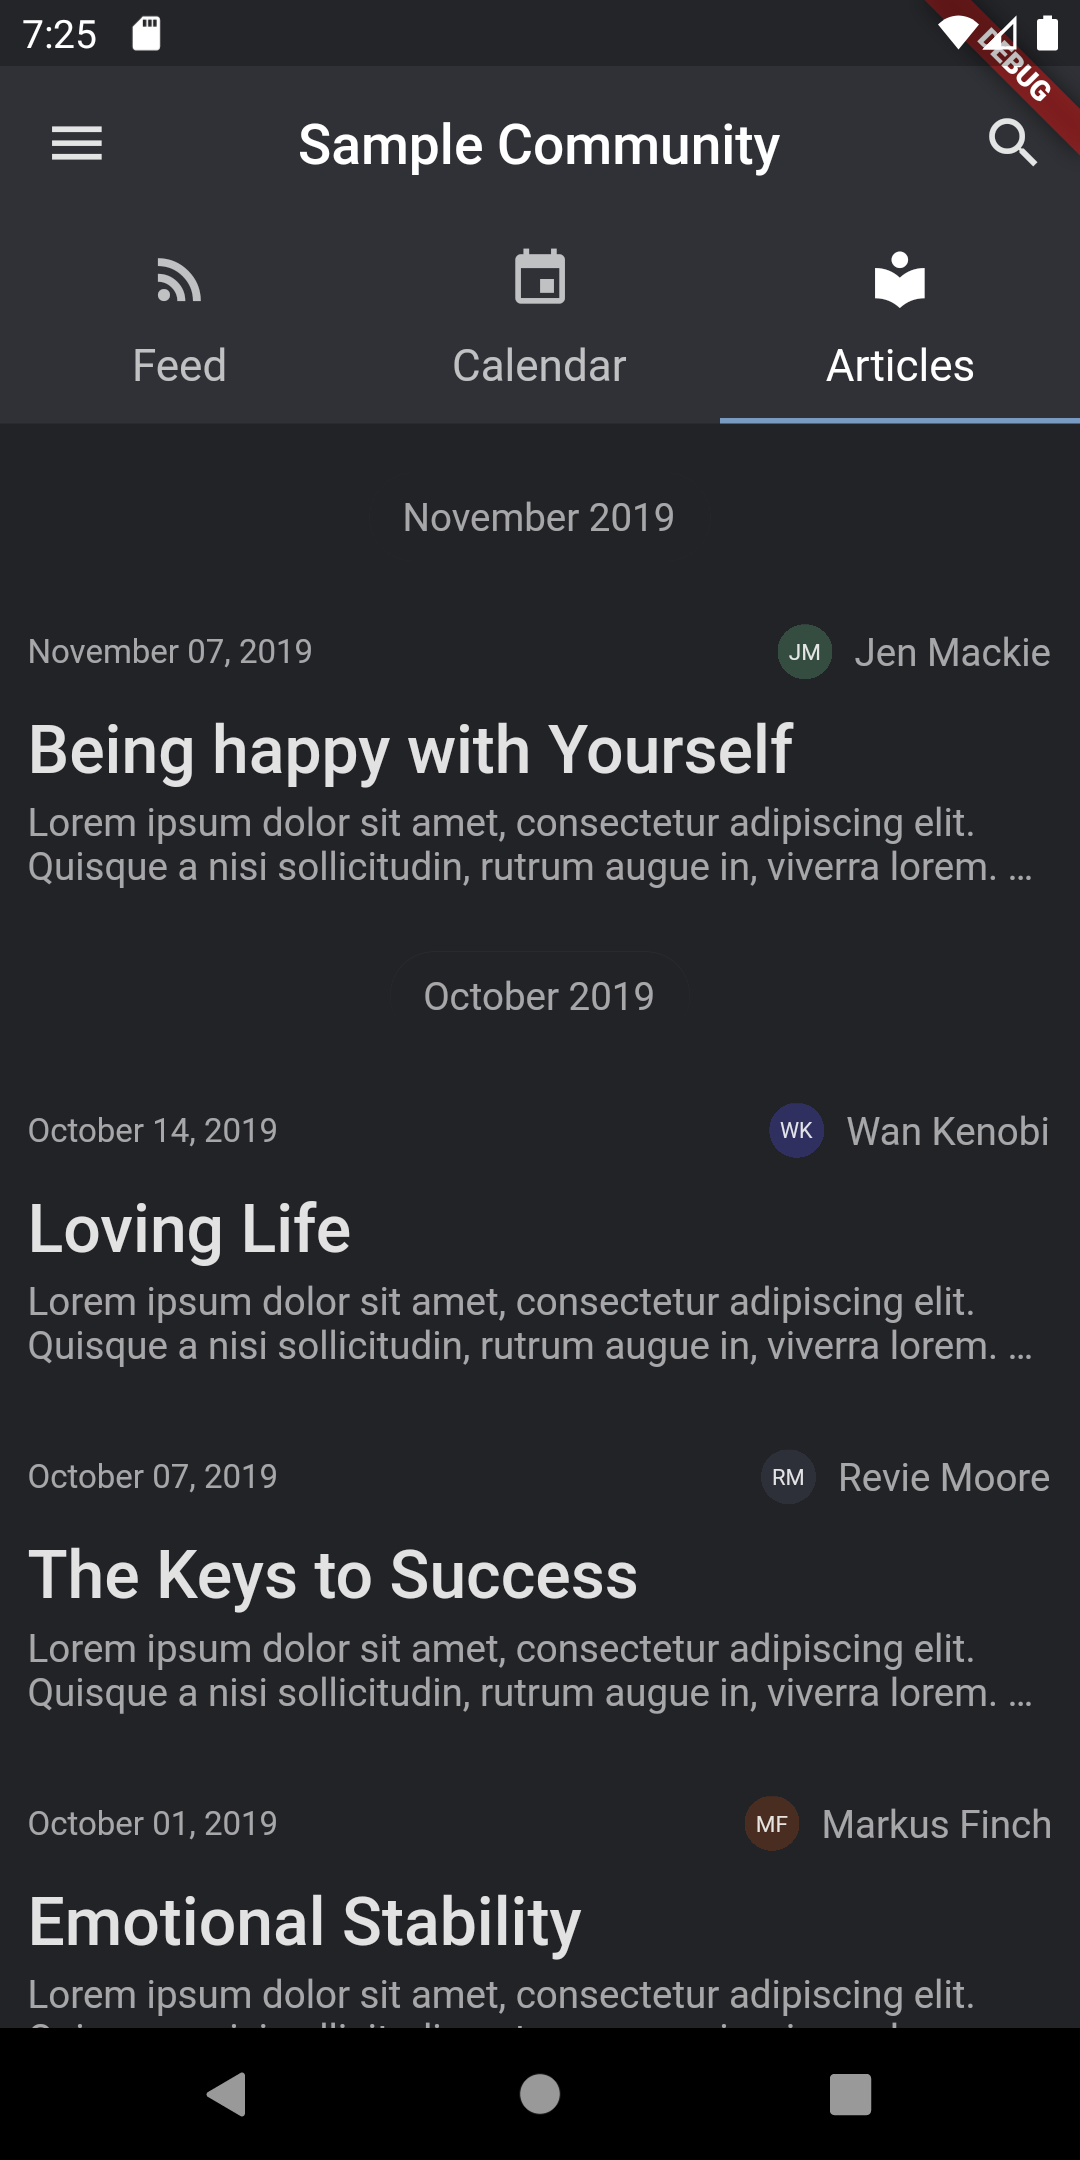 7:25
DEBUG
Sample Community
Feed
Calendar
Articles
November 2019
November 07, 2019
JM
Jen Mackie
Being happy with Yourself
Lorem ipsum dolor sit amet, consectetur adipiscing elit.
Quisque a nisi sollicitudin, rutrum augue in, viverra lorem. ...
October 2019
October 14, 2019
WK
Wan Kenobi
Loving Life
Lorem ipsum dolor sit amet, consectetur adipiscing elit.
Quisque a nisi sollicitudin, rutrum augue in, viverra lorem. ...
October 07, 2019
RM
Revie Moore
The Keys to Success
Lorem ipsum dolor sit amet, consectetur adipiscing elit.
Quisque a nisi sollicitudin, rutrum augue in, viverra lorem. ...
October 01, 2019
MF
Markus Finch
Emotional Stability
Lorem ipsum dolor sit amet, consectetur adipiscing elit.